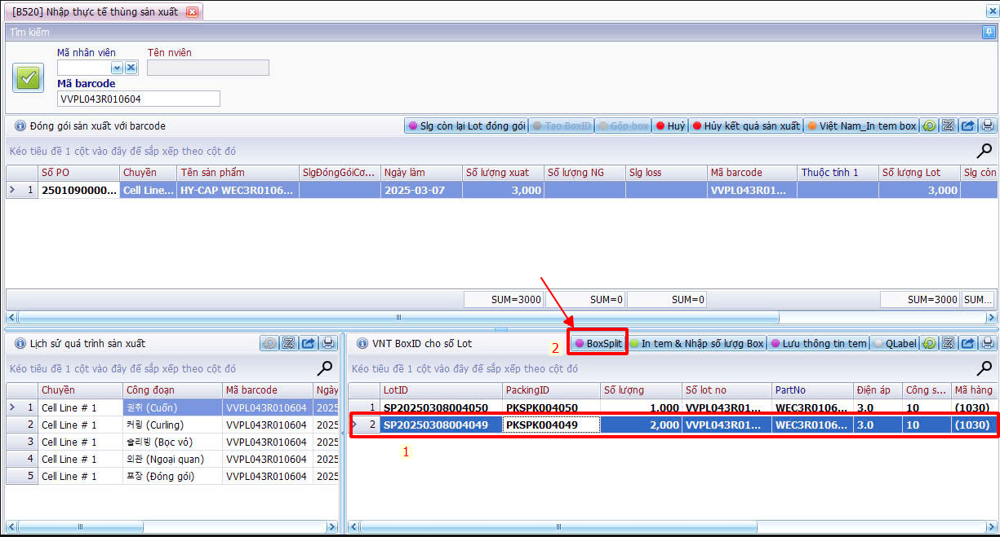 [B520] Nhập thực tế thùng sản xuất
Tìm kiếm
Mã nhân viên Tên nviên
Mã barcode
VVPL043R010604
Đóng gói sản xuất với barcode Slg còn lại Lot đóng gói Tạo BoxID Gộp box Huỷ Hủy kết quả sản xuất Việt Nam_In tem box
Kéo tiêu đề 1 cột vào đây để sắp xếp theo cột đó
Số PO Chuyền Tên sản phẩm SlgĐóngGóiCơ... Ngày làm Số lượng xuat Số lượng NG Slg loss Mã barcode Thuộc tính 1 Số lượng Lot Slg còn
1 2501090000... Cell Line... HY-CAP WEC3R0106... 2025-03-07 3,000 VVPL043R01... 3,000
SUM=3000 SUM=0 SUM=0 SUM=3000 SUM...
Lịch sử quá trình sản xuất
Kéo tiêu đề 1 cột vào đây để sắp xếp theo cột đó
Chuyền Công đoạn Mã barcode Ngày
1 Cell Line # 1 권취 (Cuốn) VVPL043R010604 2025
2 Cell Line # 1 커링 (Curling) VVPL043R010604 2025
3 Cell Line # 1 슬리빙 (Bọc vỏ) VVPL043R010604 2025
4 Cell Line # 1 외관 (Ngoại quan) VVPL043R010604 2025
5 Cell Line # 1 포장 (Đóng gói) VVPL043R010604 2025
VNT BoxID cho số Lot 2 BoxSplit In tem & Nhập số lượg Box Lưu thông tin tem QLabel
Kéo tiêu đề 1 cột vào đây để sắp xếp theo cột đó
LotID PackingID Số lượng Số lot no PartNo Điện áp Công s... Mã hàng
1 SP20250308004050 PKSPK004050 1,000 VVPL043R01... WEC3R0106... 3.0 10 (1030)
2 SP20250308004049 PKSPK004049 2,000 VVPL043R01... WEC3R0106... 3.0 10 (1030)
1